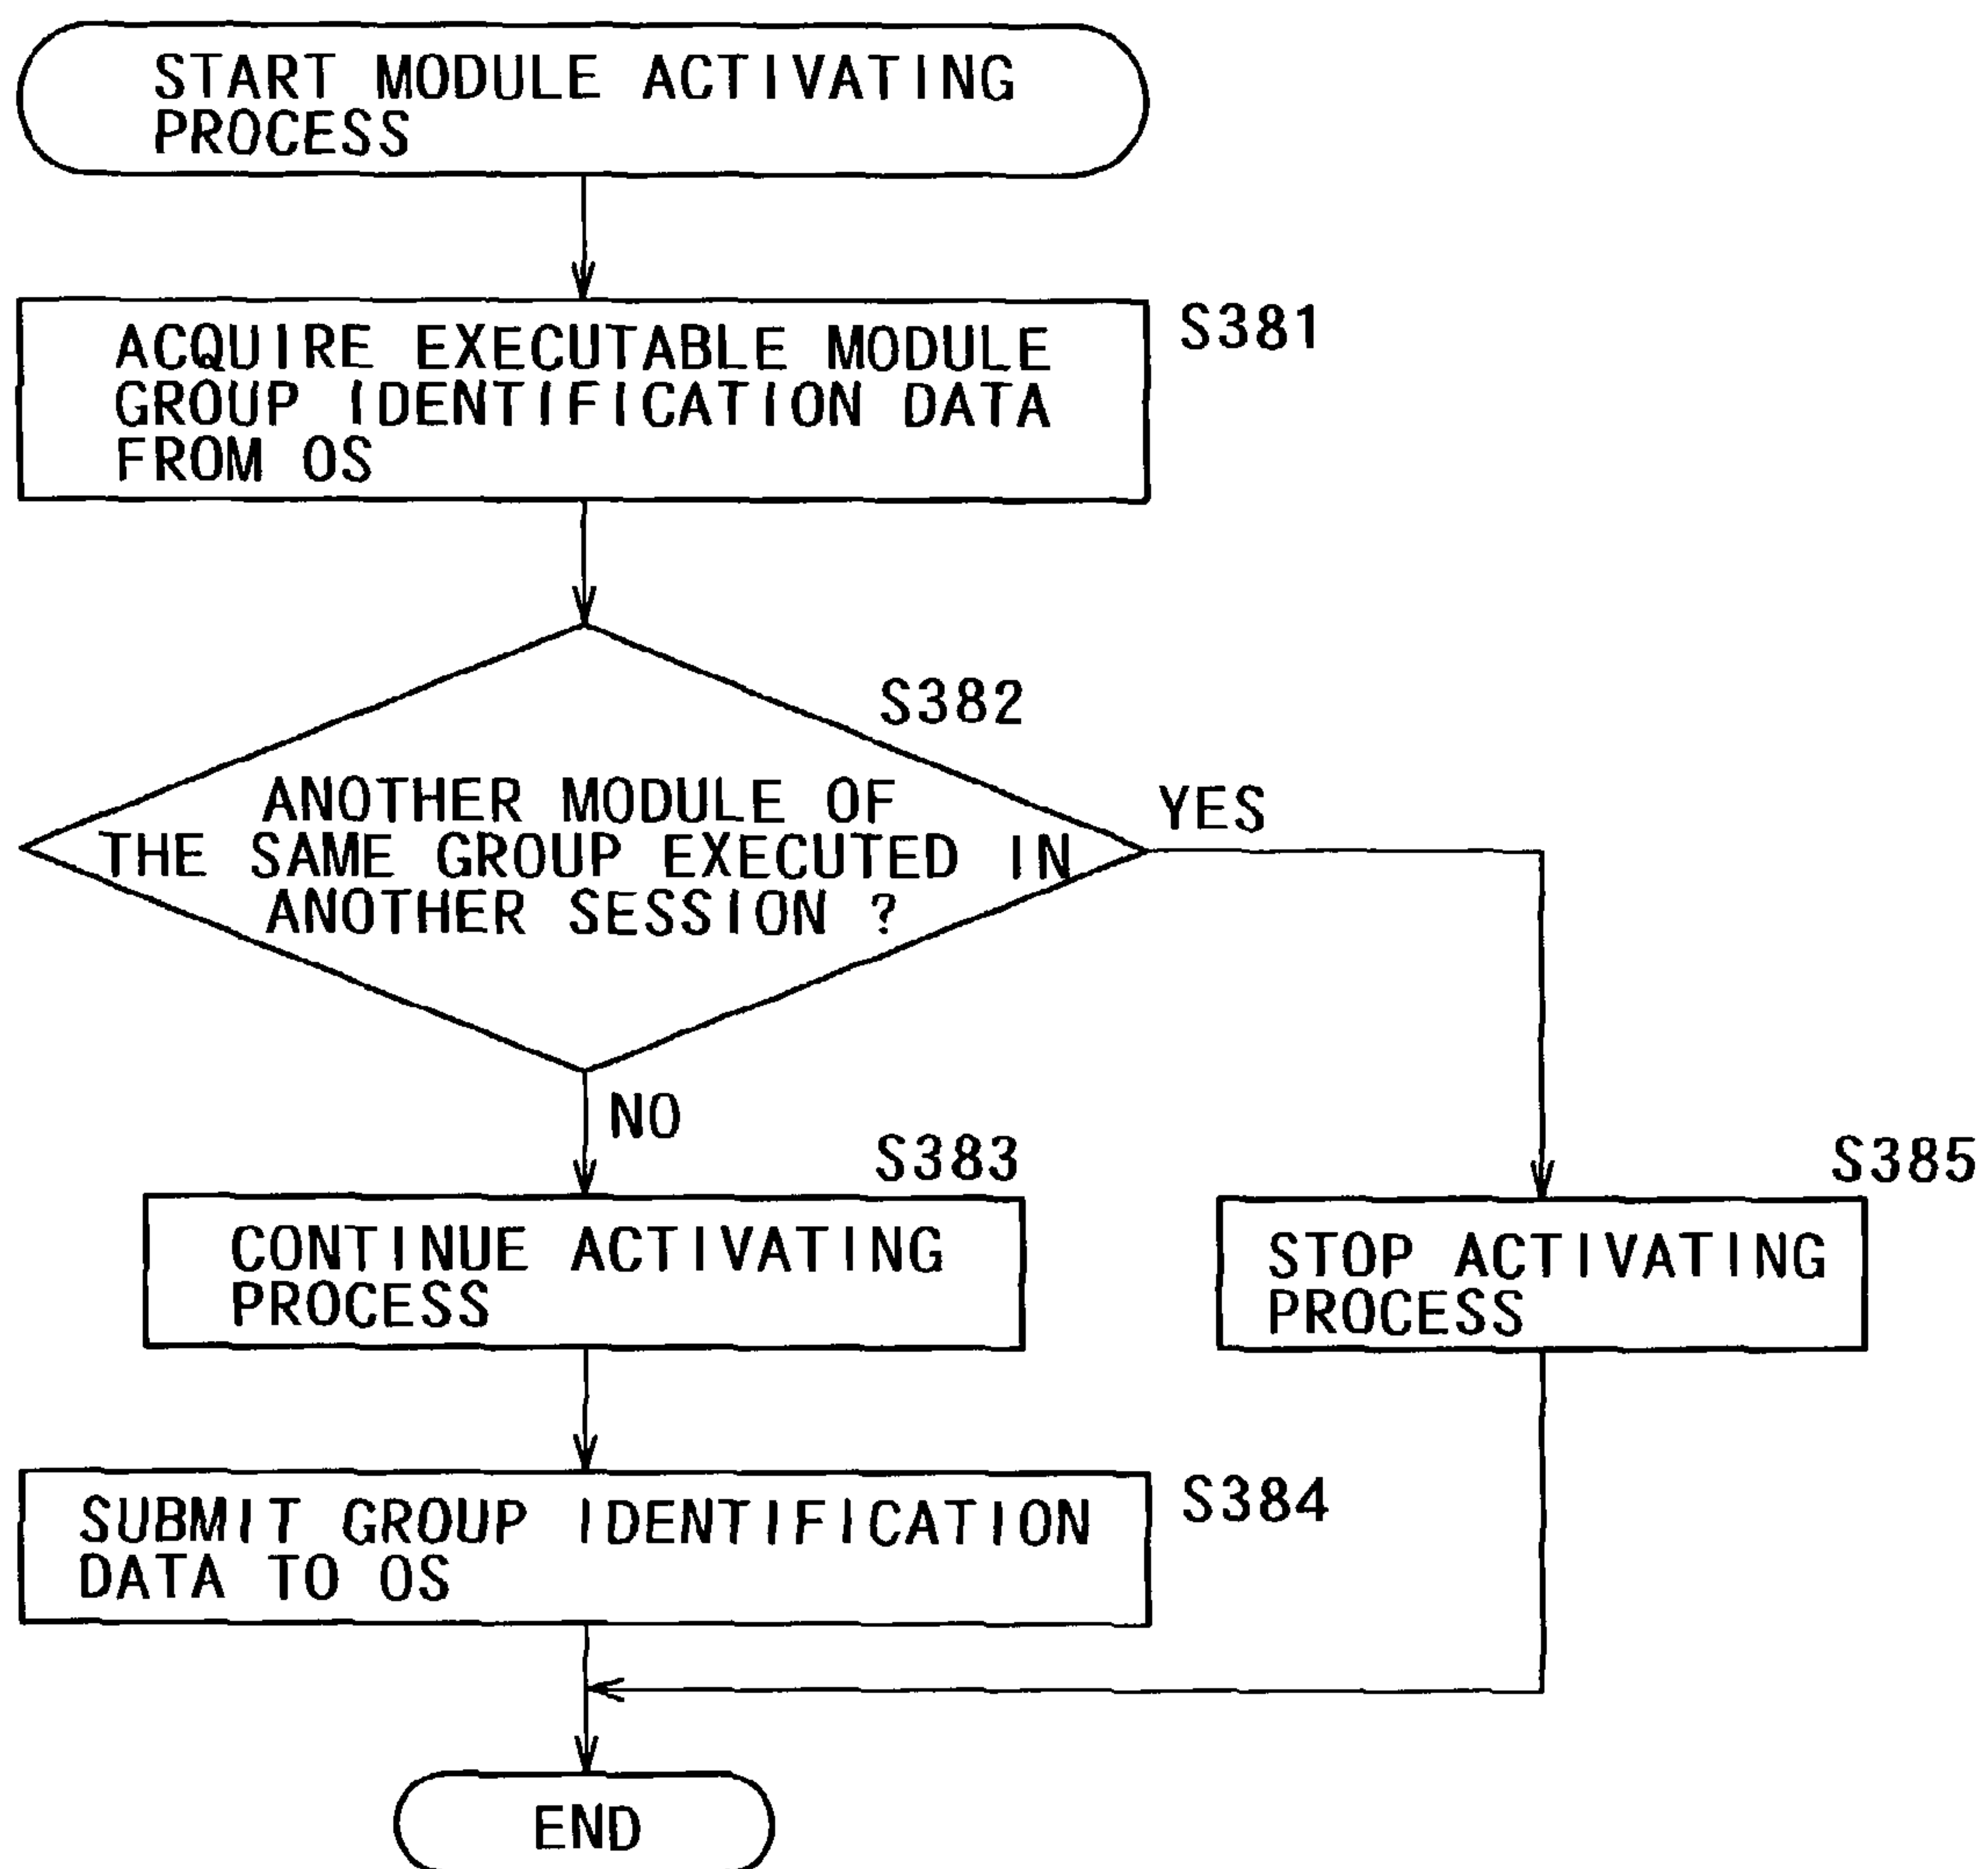 START MODULE ACTIVATING
PROCESS
S381
ACQUIRE EXECUTABLE MODULE
GROUP IDENTIFICATION DATA
FROM OS
S382
ANOTHER MODULE OF
THE SAME GROUP EXECUTED IN
ANOTHER SESSION ?
YES
NO
S383
CONTINUE ACTIVATING
PROCESS
S385
STOP ACTIVATING
PROCESS
S384
SUBMIT GROUP IDENTIFICATION
DATA TO OS
END